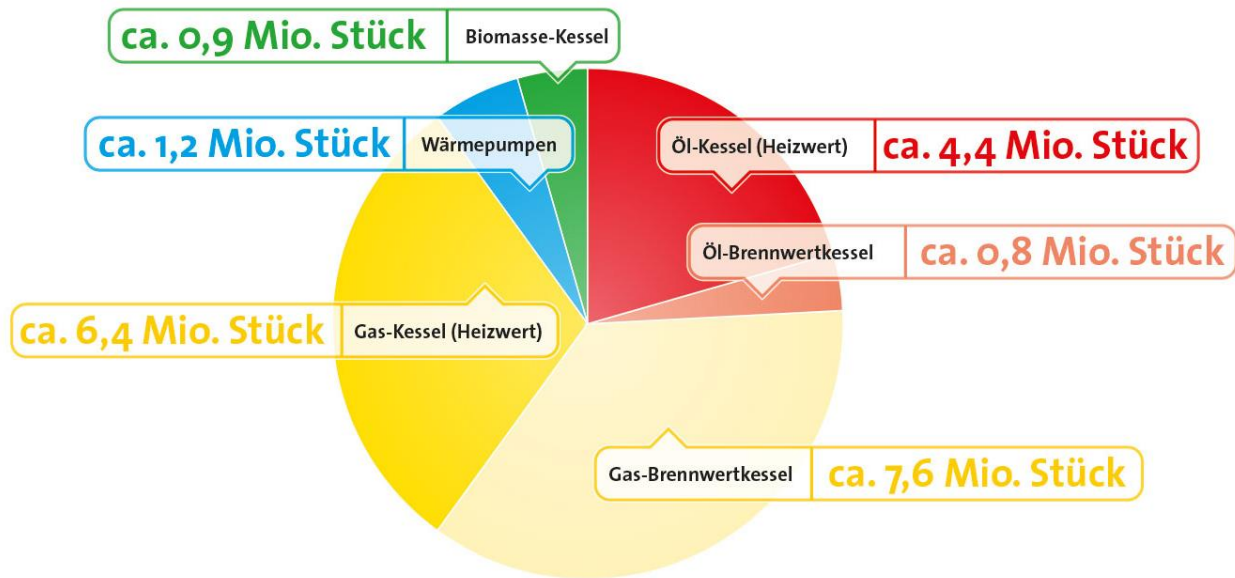 ca. 0,9 Mio. Stück Biomasse-Kessel
ca. 1,2 Mio. Stück Wärmepumpen
Öl-Kessel (Heizwert) ca. 4,4 Mio. Stück
Öl-Brennwertkessel ca. 0,8 Mio. Stück
ca. 6,4 Mio. Stück Gas-Kessel (Heizwert)
Gas-Brennwertkessel ca. 7,6 Mio. Stück